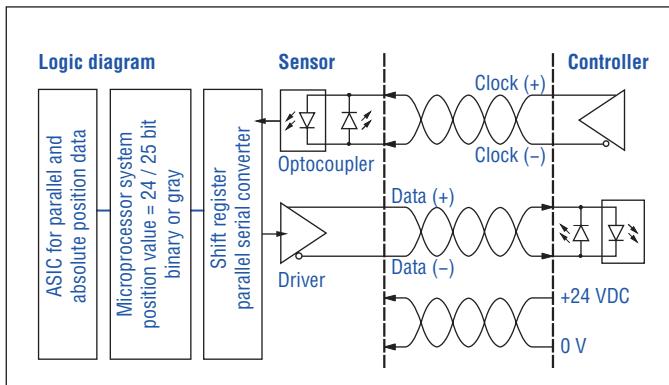 Logic diagram
Sensor
Controller
ASIC for parallel and
absolute position data
Microprocessor system
position value = 24 / 25 bit
binary or gray
Shift register
parallel serial converter
Optocoupler
Clock (+)
Clock (–)
Data (+)
Data (–)
Driver
+24 VDC
0 V